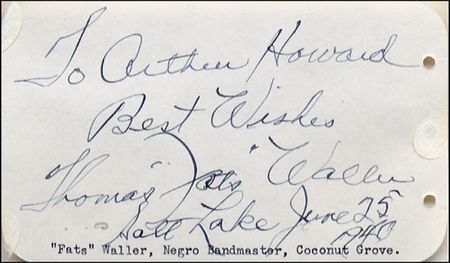 To Arthur Howard
Best Wishes
Thomas "Fats" Waller
Salt Lake June 25
1940
"Fats" Waller, Negro Bandmaster, Coconut Grove.